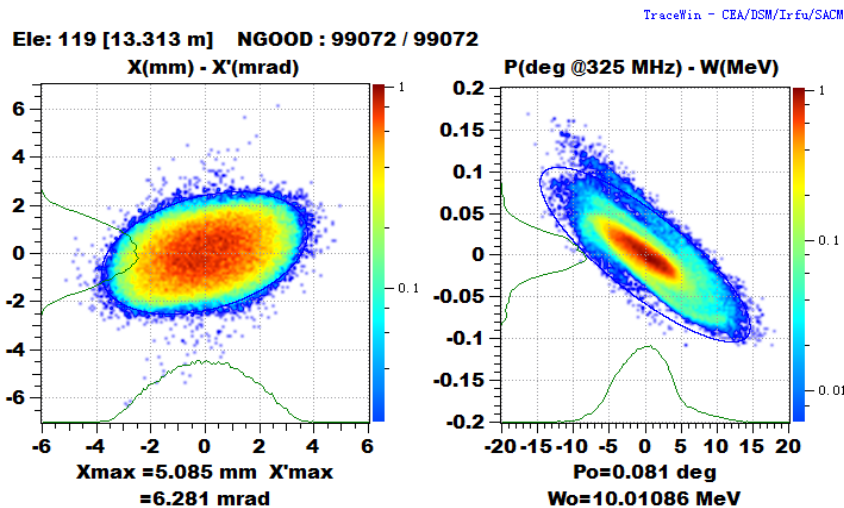 TraceWin - CEA/DSM/Irfu/SACM
Ele: 119 [13.313 m] NGOOD : 99072 / 99072
X(mm) - X'(mrad)
6
4
2
0
-2
-4
-6
-6 -4 -2 0 2 4 6
1
0.1
Xmax =5.085 mm X'max
=6.281 mrad
P(deg @325 MHz) - W(MeV)
0.2
0.15
0.1
0.05
0
-0.05
-0.1
-0.15
-0.2
-20 -15 -10 -5 0 5 10 15 20
1
0.1
0.01
Po=0.081 deg
Wo=10.01086 MeV